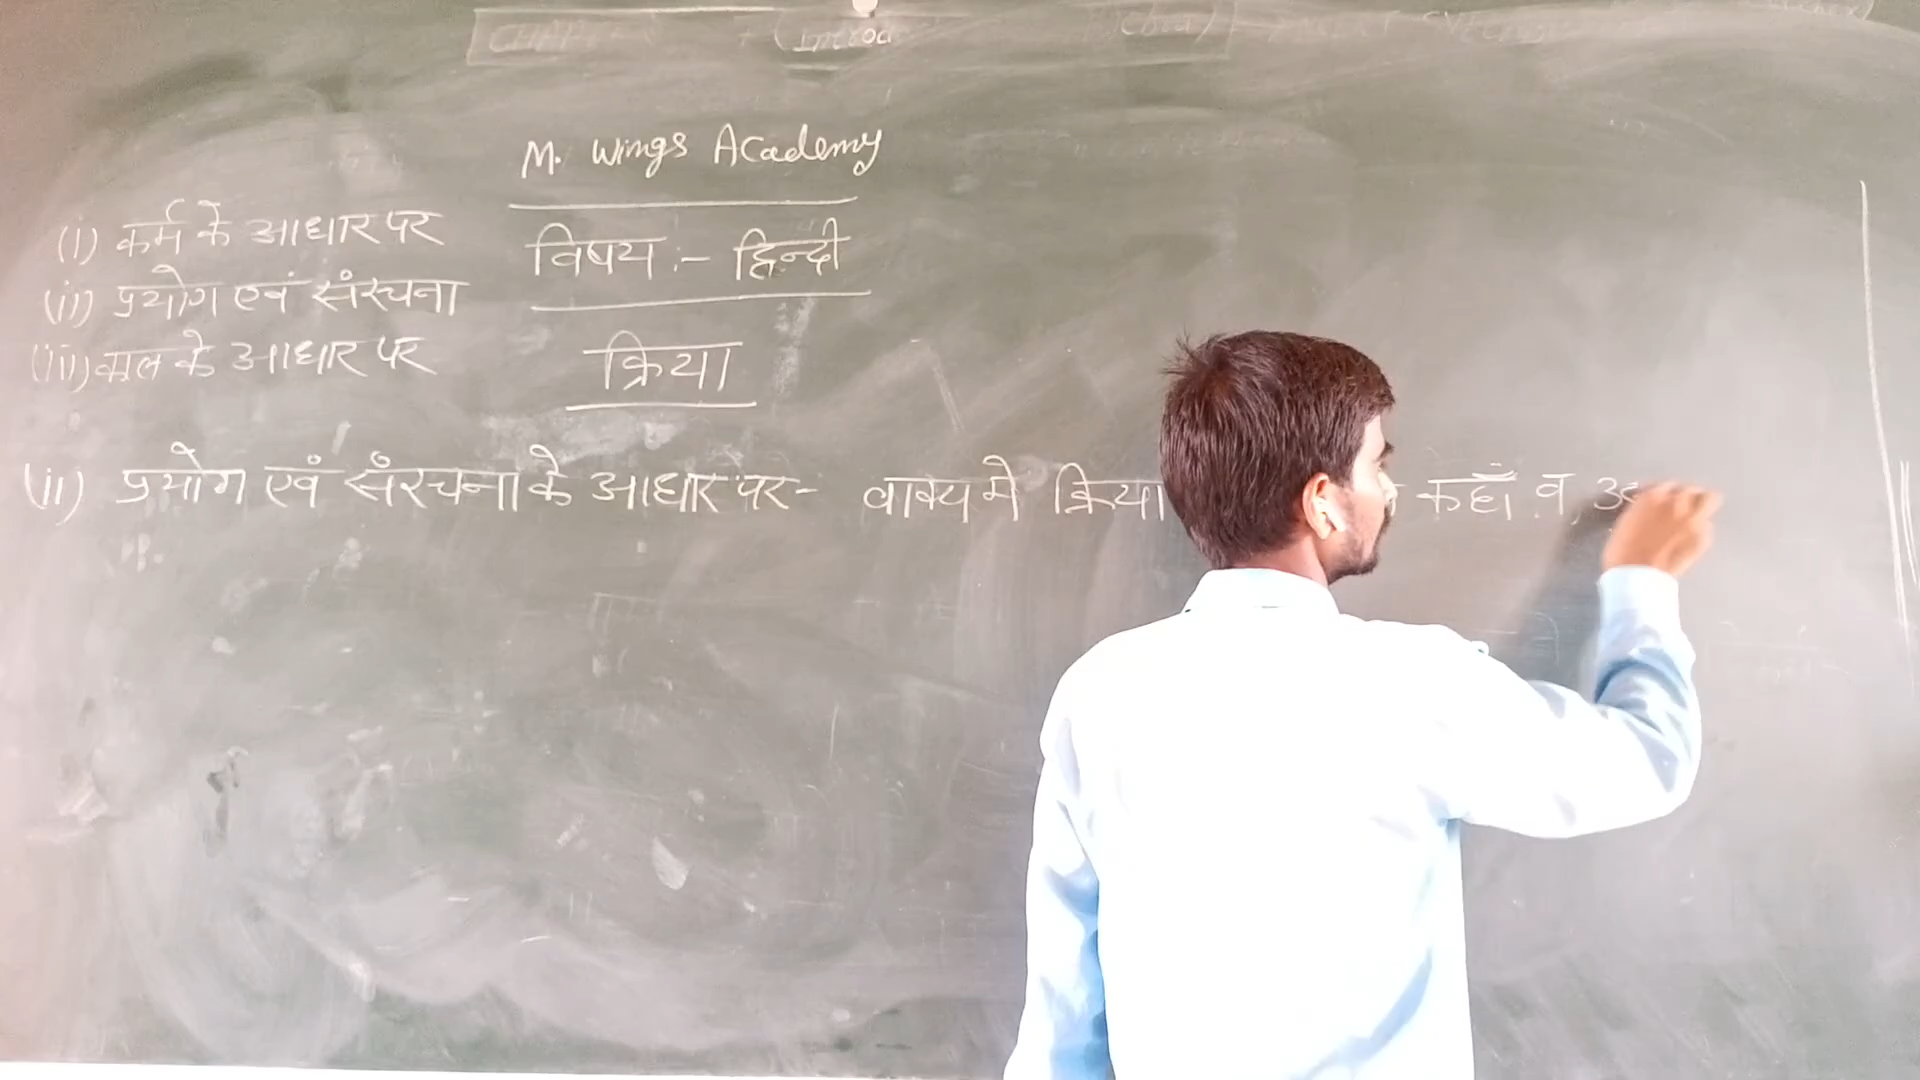 M. Wings Academy
विषय :- हिन्दी
क्रिया
(i) कर्म के आधार पर
(ii) प्रयोग एवं संरचना
(iii) काल के आधार पर
(ii) प्रयोग एवं संरचना के आधार पर - वाक्य में क्रिया कहाँ व